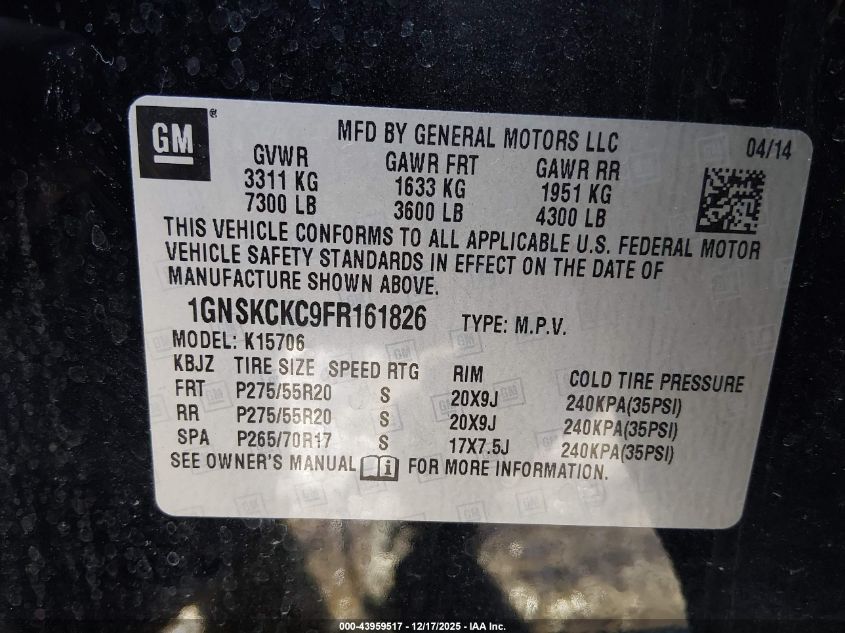 GM ®
MFD BY GENERAL MOTORS LLC
04/14
GVWR GAWR FRT GAWR RR
3311 KG 1633 KG 1951 KG
7300 LB 3600 LB 4300 LB
THIS VEHICLE CONFORMS TO ALL APPLICABLE U.S. FEDERAL MOTOR
VEHICLE SAFETY STANDARDS IN EFFECT ON THE DATE OF
MANUFACTURE SHOWN ABOVE.
1GNSKCKC9FR161826 TYPE: M.P.V.
MODEL: K15706
KBJZ TIRE SIZE SPEED RTG RIM COLD TIRE PRESSURE
FRT P275/55R20 S 20X9J 240KPA(35PSI)
RR P275/55R20 S 20X9J 240KPA(35PSI)
SPA P265/70R17 S 17X7.5J 240KPA(35PSI)
SEE OWNER'S MANUAL i FOR MORE INFORMATION.
000-43959517 - 12/17/2025 - IAA Inc.